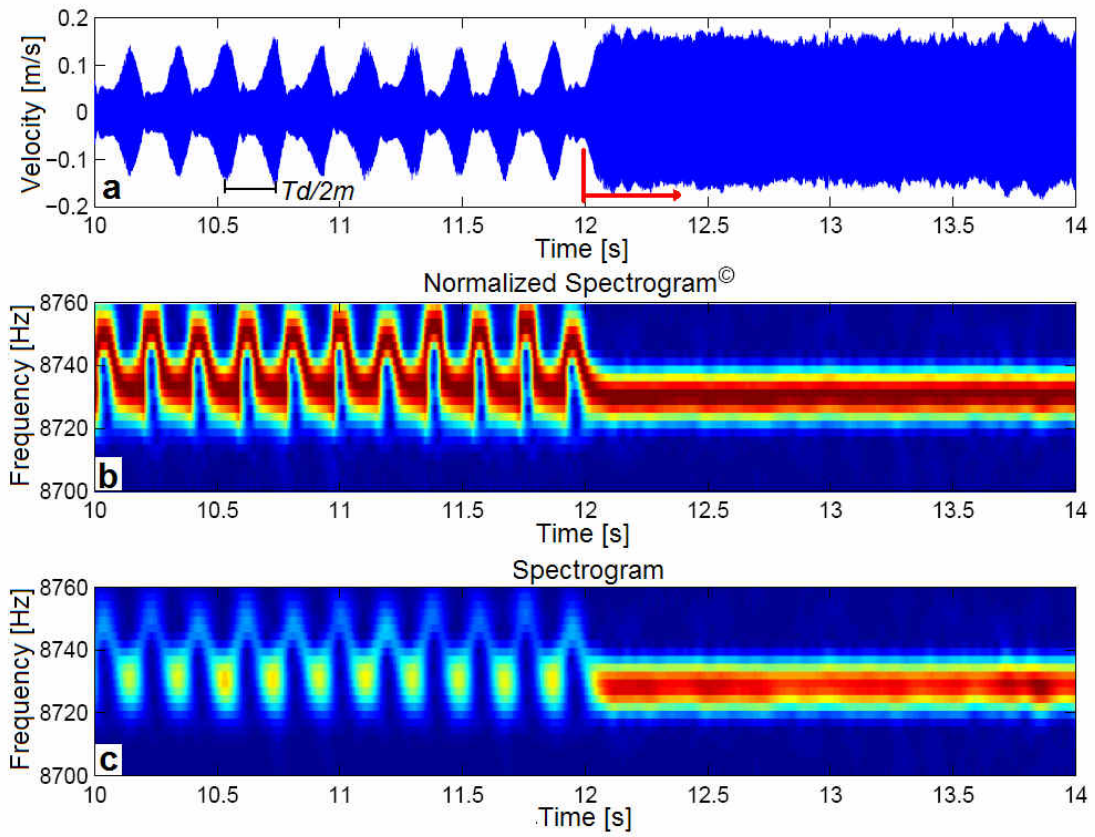 0.2
0.1
0
−0.1
−0.2
Velocity [m/s]
a
Td/2m
10 10.5 11 11.5 12 12.5 13 13.5 14
Time [s]
Normalized Spectrogram©
8760
8740
8720
8700
Frequency [Hz]
b
10 10.5 11 11.5 12 12.5 13 13.5 14
Time [s]
Spectrogram
8760
8740
8720
8700
Frequency [Hz]
c
10 10.5 11 11.5 12 12.5 13 13.5 14
Time [s]